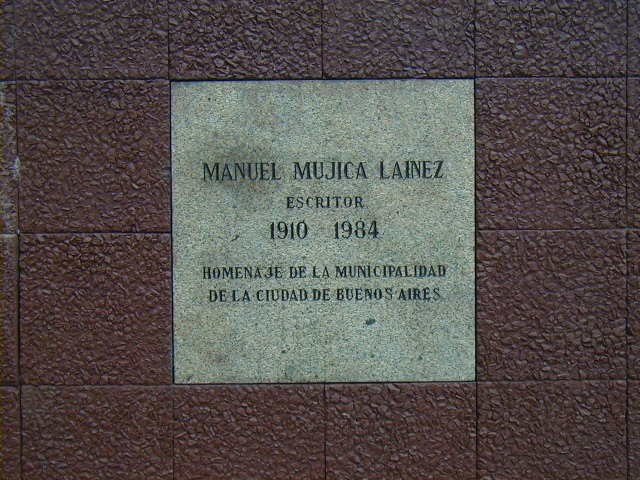 MANUEL MUJICA LAINEZ
ESCRITOR
1910 1984
HOMENAJE DE LA MUNICIPALIDAD
DE LA CIUDAD DE BUENOS AIRES